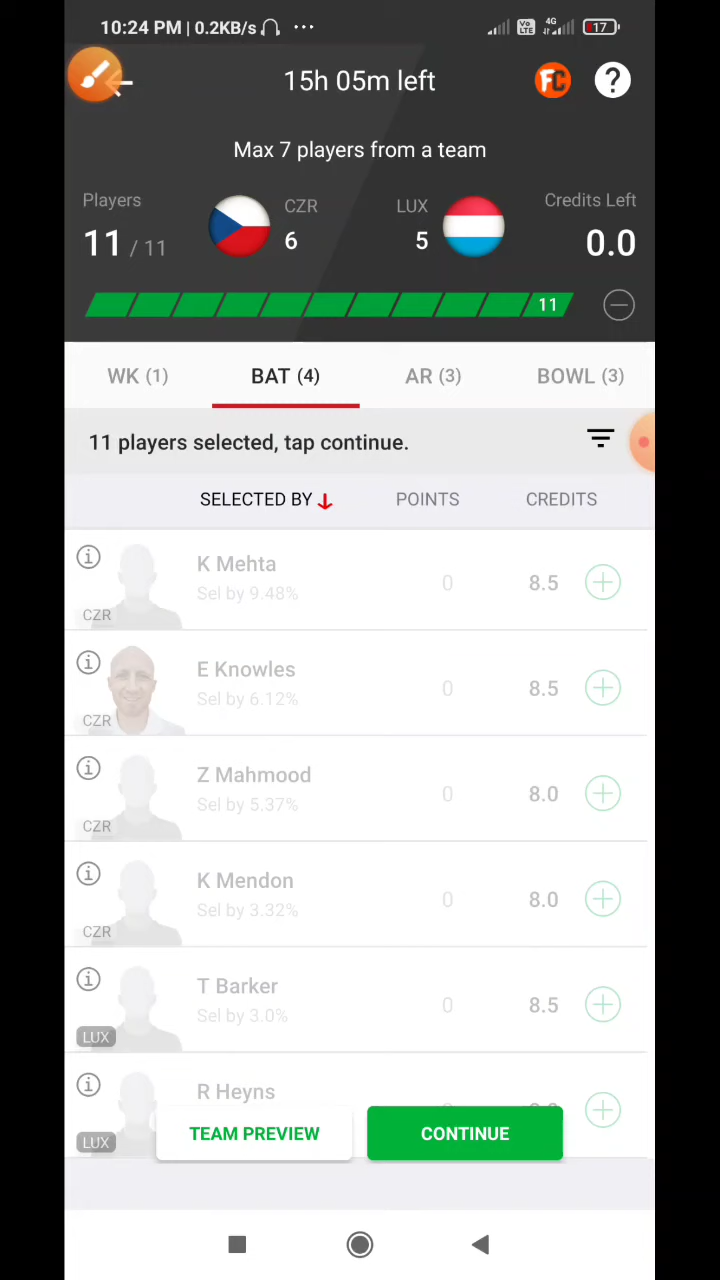 10:24 PM | 0.2KB/s ... Vo LTE 4G 17
15h 05m left FC ?
Max 7 players from a team
Players CZR LUX Credits Left
11 / 11 6 5 0.0
11
WK (1) BAT (4) AR (3) BOWL (3)
11 players selected, tap continue.
SELECTED BY POINTS CREDITS
K Mehta
Sel by 9.48% 0 8.5
CZR
E Knowles
Sel by 6.12% 0 8.5
CZR
Z Mahmood
Sel by 5.37% 0 8.0
CZR
K Mendon
Sel by 3.32% 0 8.0
CZR
T Barker
Sel by 3.0% 0 8.5
LUX
R Heyns
LUX
TEAM PREVIEW CONTINUE